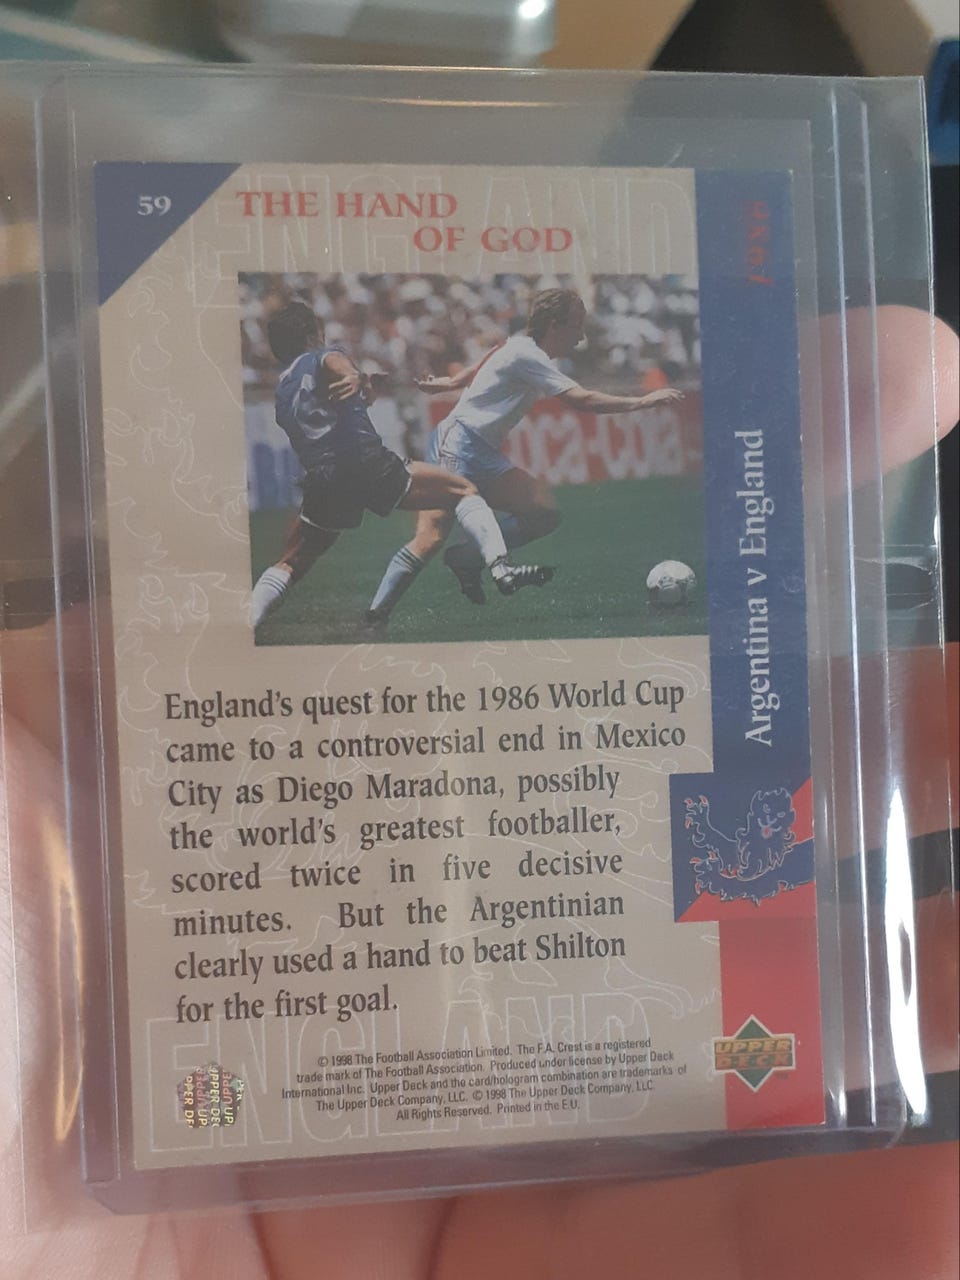 59
THE HAND
OF GOD
1986
ENGLAND
coca-cola
Argentina v England
England's quest for the 1986 World Cup
came to a controversial end in Mexico
City as Diego Maradona, possibly
the world's greatest footballer,
scored twice in five decisive
minutes. But the Argentinian
clearly used a hand to beat Shilton
for the first goal.
ENGLAND
© 1998 The Football Association Limited. The F.A. Crest is a registered
trade mark of The Football Association. Produced under license by Upper Deck
International Inc. Upper Deck and the card/hologram combination are trademarks of
The Upper Deck Company, LLC. © 1998 The Upper Deck Company, LLC.
All Rights Reserved. Printed in the E.U.
UPPER
DECK